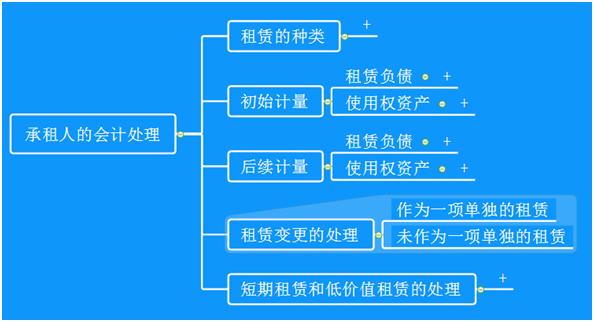 承租人的会计处理
租赁的种类
初始计量
租赁负债
使用权资产
后续计量
租赁负债
使用权资产
租赁变更的处理
作为一项单独的租赁
未作为一项单独的租赁
短期租赁和低价值租赁的处理